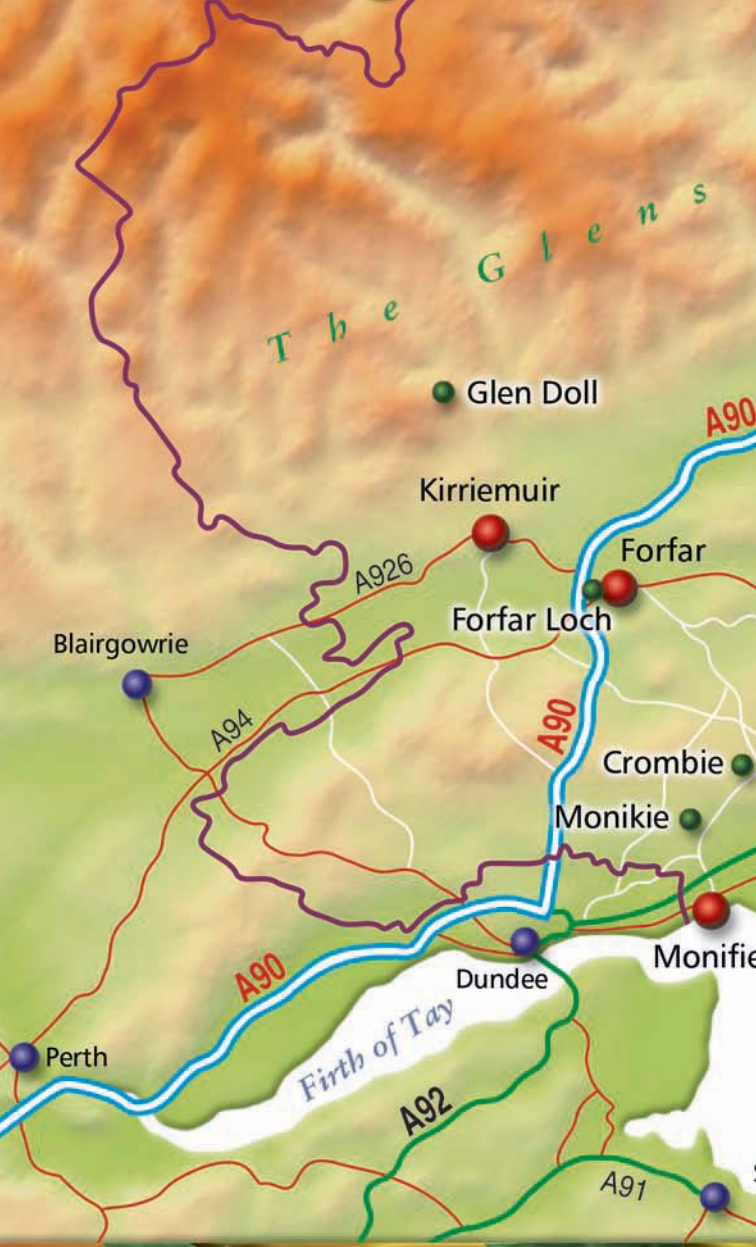 The Glens
Glen Doll
A90
Kirriemuir
Forfar
A926
Forfar Loch
Blairgowrie
A94
A90
Crombie
Monikie
Monifie
A90
Dundee
Firth of Tay
Perth
A92
A91